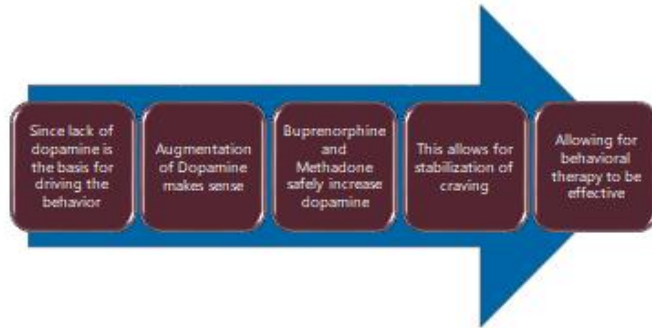 Since lack of
dopamine is
the basis for
driving the
behavior
Augmentation
of Dopamine
makes sense
Buprenorphine
and
Methadone
safely increase
dopamine
This allows for
stabilization of
craving
Allowing for
behavioral
therapy to be
effective